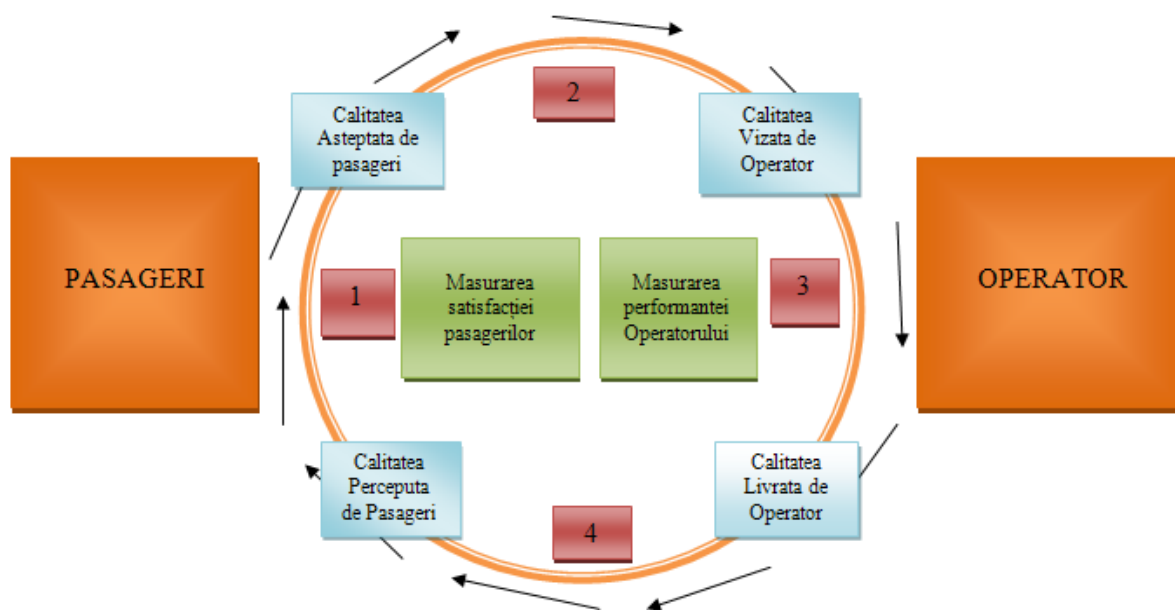 2
Calitatea
Asteptata de
pasageri
Calitatea
Vizata de
Operator
PASAGERI
1
Masurarea
satisfacției
pasagerilor
Masurarea
performantei
Operatorului
3
OPERATOR
Calitatea
Perceputa
de Pasageri
Calitatea
Livrata de
Operator
4